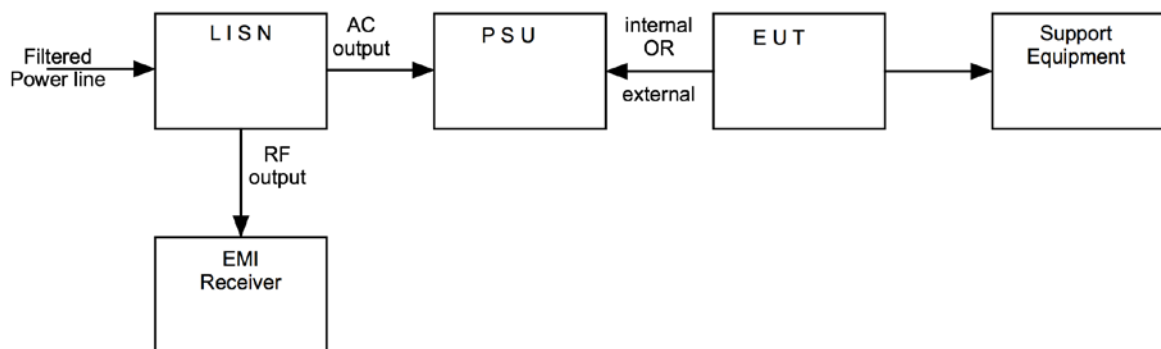 L I S N
AC
output
P S U
internal
OR
external
E U T
Support
Equipment
Filtered
Power line
RF
output
EMI
Receiver